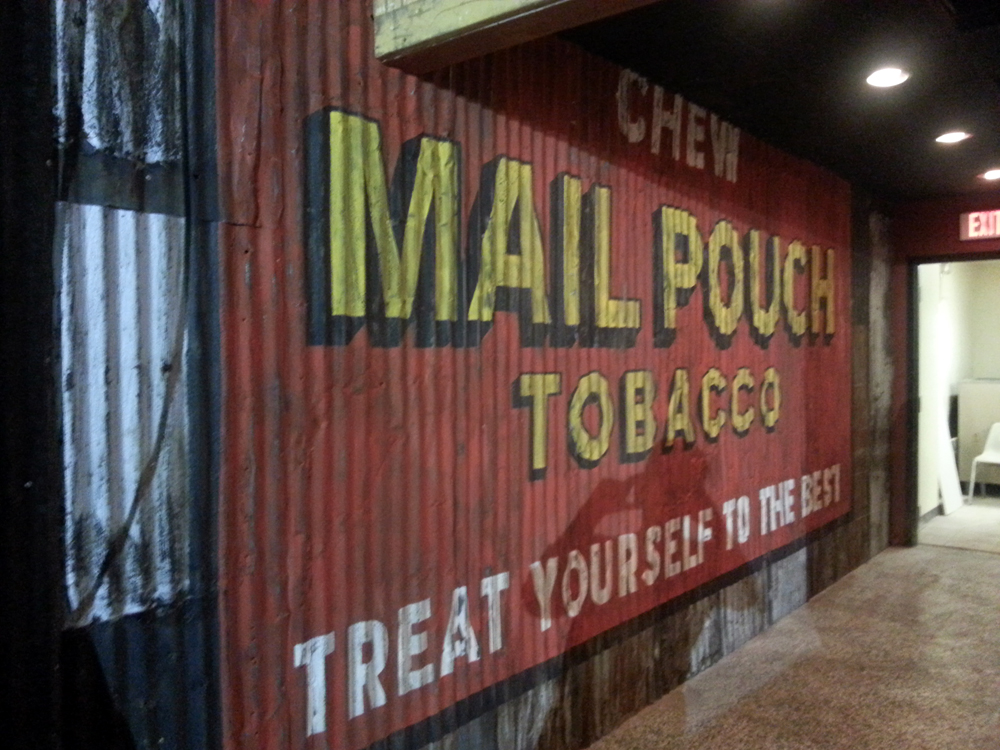 CHEW
MAIL POUCH
TOBACCO
TREAT YOURSELF TO THE BEST
EXIT